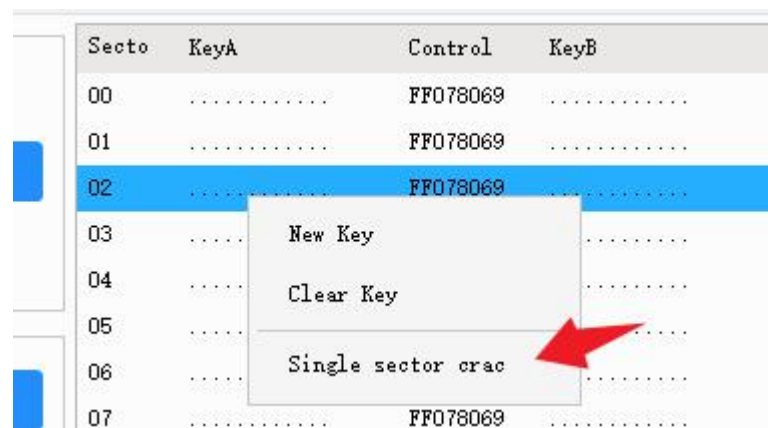 Secto KeyA Control KeyB
00 ............ FF078069 ............
01 ............ FF078069 ............
02 ............ FF078069 ............
03 ..... New Key .........
04 ..... Clear Key .........
05 ..... .........
06 ..... Single sector crac .........
07 ............ FF078069 ............